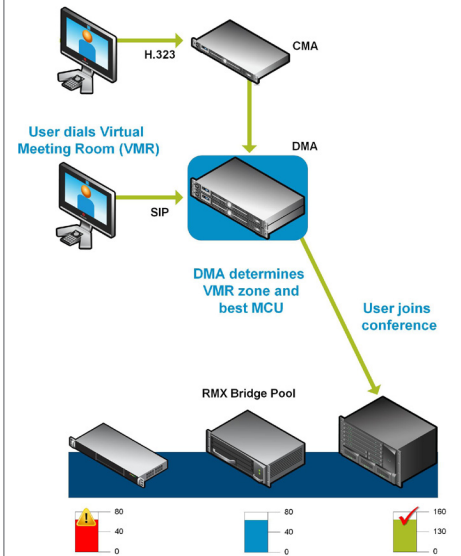 H.323
CMA
User dials Virtual
Meeting Room (VMR)
DMA
SIP
DMA determines
VMR zone and
best MCU
User joins
conference
RMX Bridge Pool
80
40
0
80
40
0
160
130
0